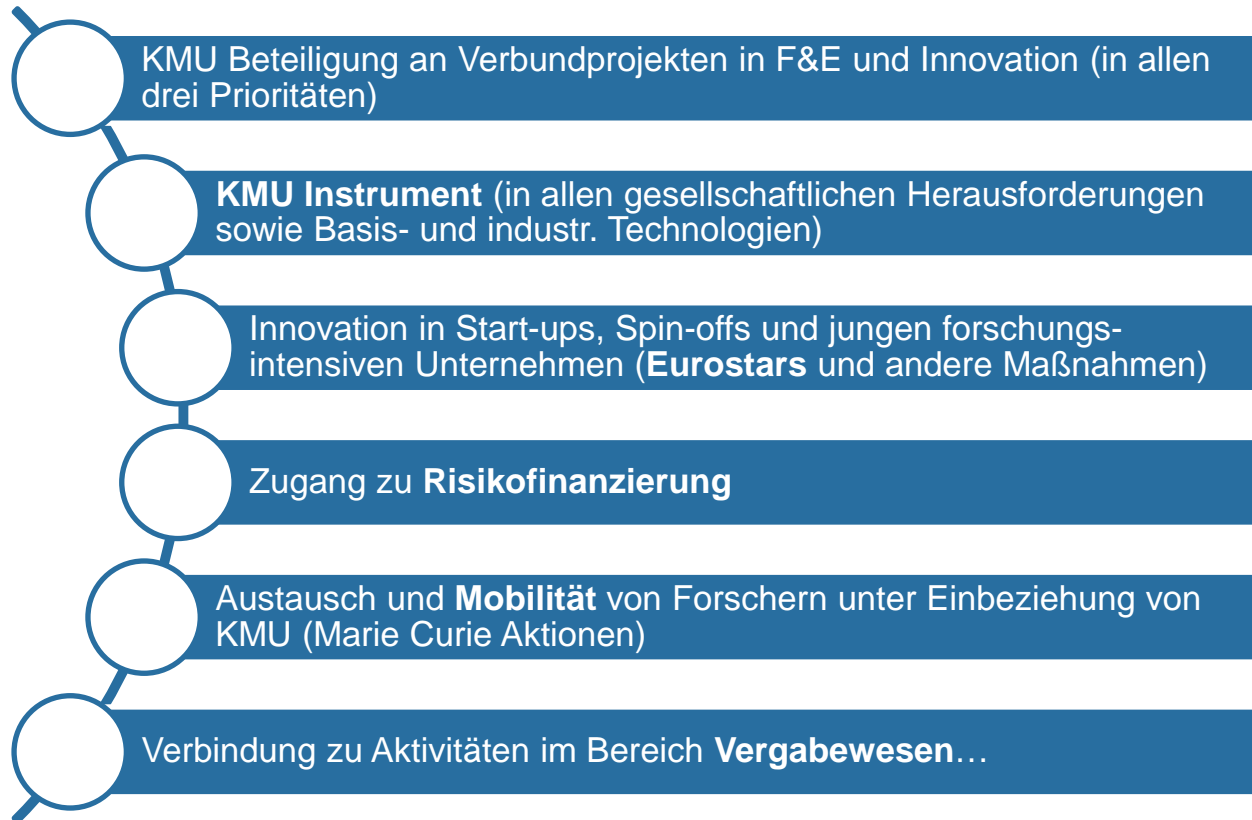 KMU Beteiligung an Verbundprojekten in F&E und Innovation (in allen
drei Prioritäten)
KMU Instrument (in allen gesellschaftlichen Herausforderungen
sowie Basis- und industr. Technologien)
Innovation in Start-ups, Spin-offs und jungen forschungs-
intensiven Unternehmen (Eurostars und andere Maßnahmen)
Zugang zu Risikofinanzierung
Austausch und Mobilität von Forschern unter Einbeziehung von
KMU (Marie Curie Aktionen)
Verbindung zu Aktivitäten im Bereich Vergabewesen…